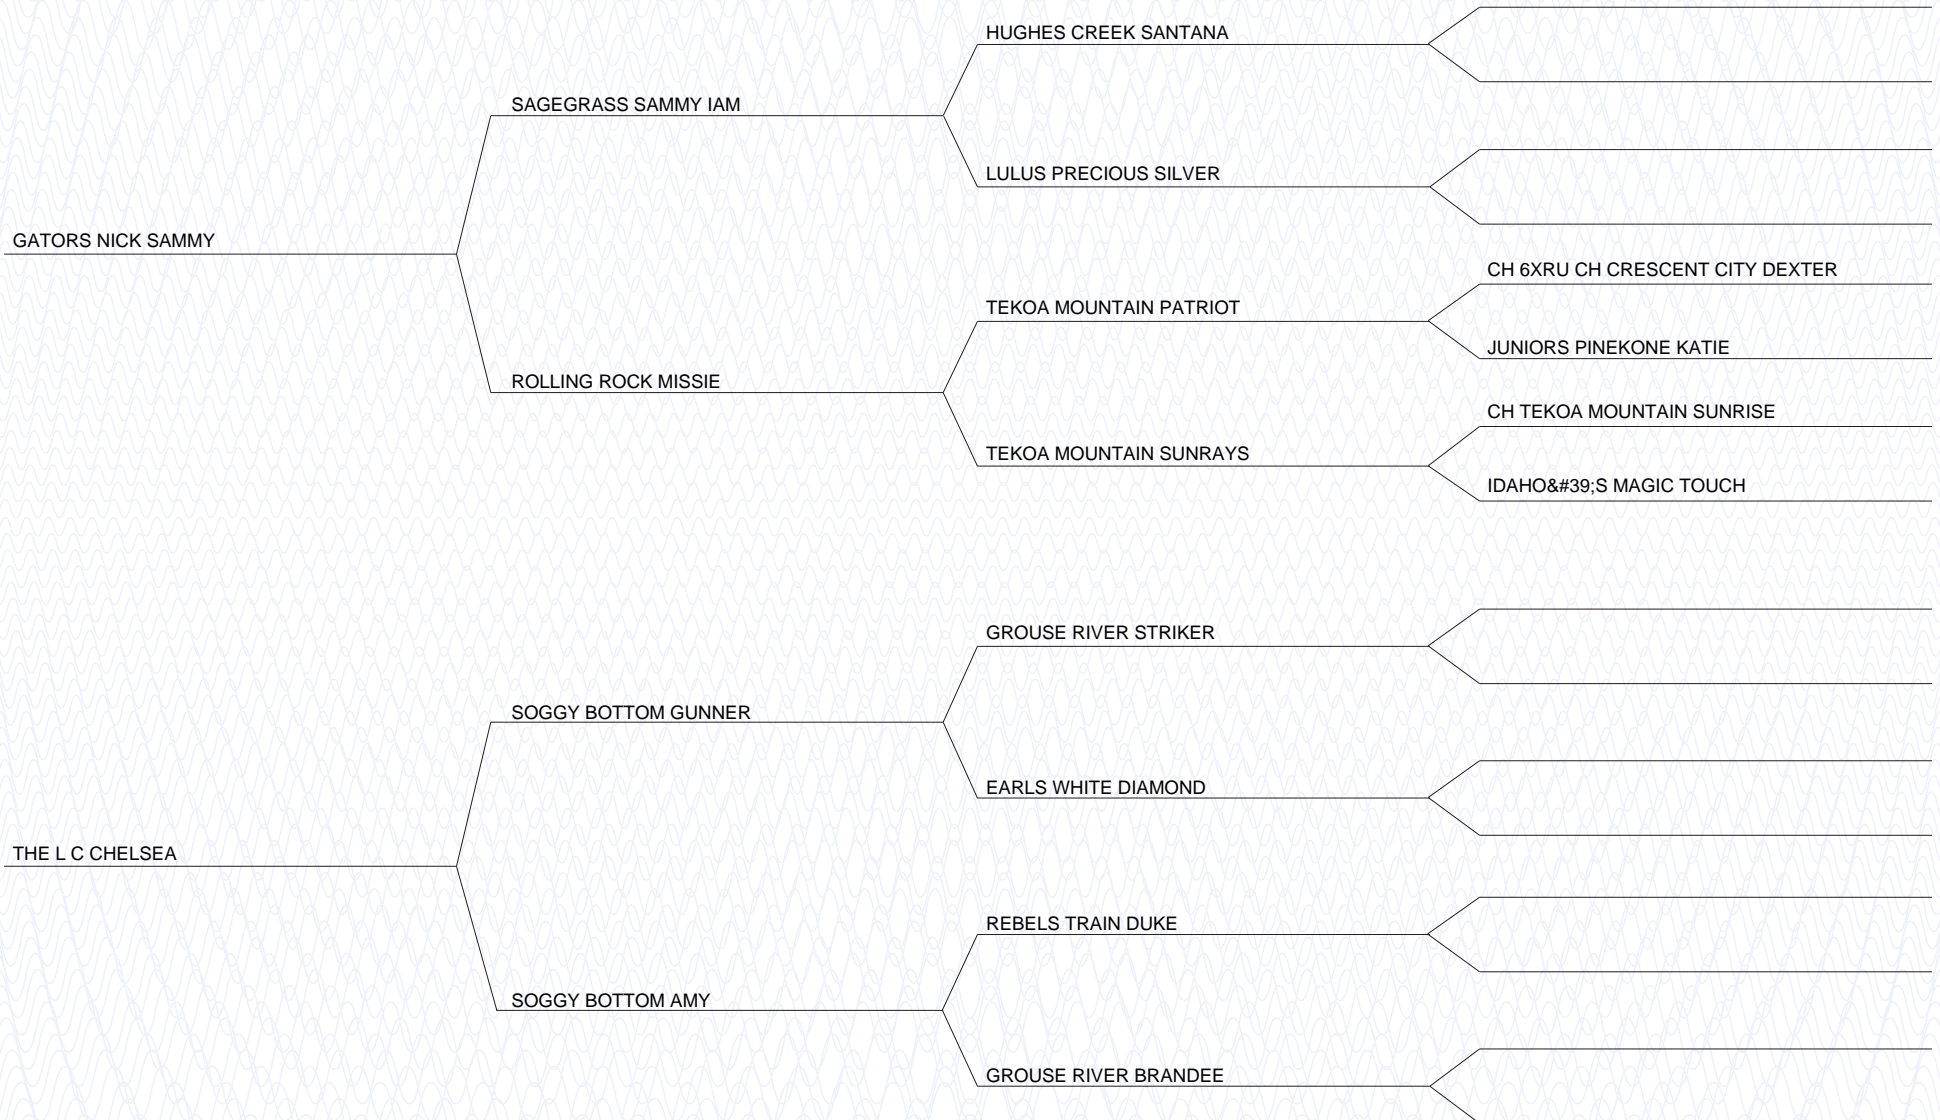 HUGHES CREEK SANTANA
SAGEGRASS SAMMY IAM
LULUS PRECIOUS SILVER
GATORS NICK SAMMY
CH 6XRU CH CRESCENT CITY DEXTER
TEKOA MOUNTAIN PATRIOT
JUNIORS PINEKONE KATIE
ROLLING ROCK MISSIE
CH TEKOA MOUNTAIN SUNRISE
TEKOA MOUNTAIN SUNRAYS
IDAHO&#39;S MAGIC TOUCH
GROUSE RIVER STRIKER
SOGGY BOTTOM GUNNER
EARLS WHITE DIAMOND
THE L C CHELSEA
REBELS TRAIN DUKE
SOGGY BOTTOM AMY
GROUSE RIVER BRANDEE